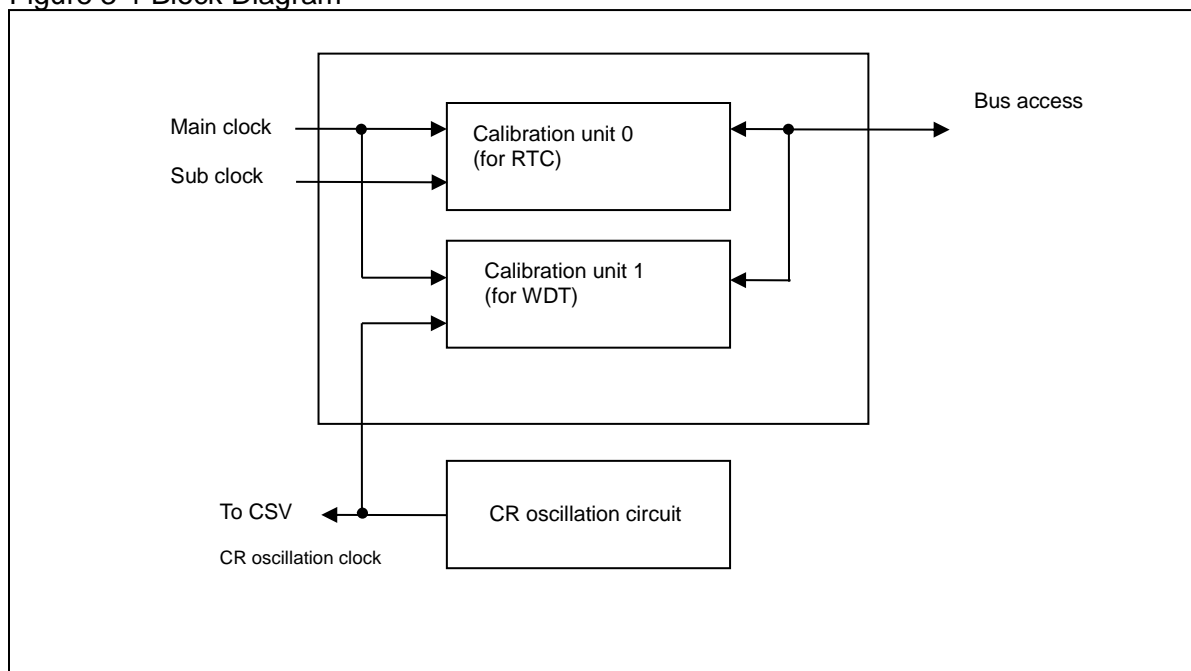 Main clock
Sub clock
Calibration unit 0
(for RTC)
Bus access
Calibration unit 1
(for WDT)
To CSV
CR oscillation clock
CR oscillation circuit